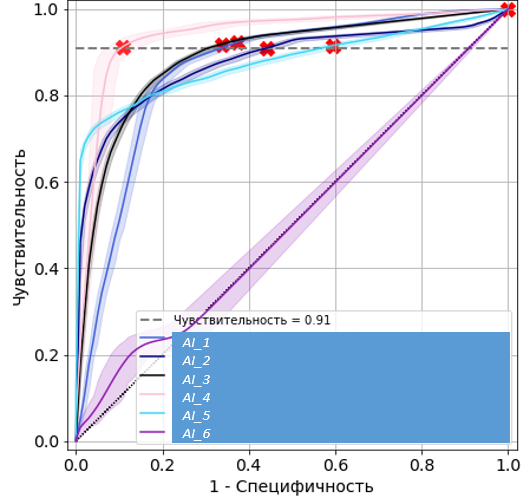 1.0
0.8
0.6
0.4
0.2
0.0
Чувствительность
Чувствительность = 0.91
AI_1
AI_2
AI_3
AI_4
AI_5
AI_6
0.0 0.2 0.4 0.6 0.8 1.0
1 - Специфичность